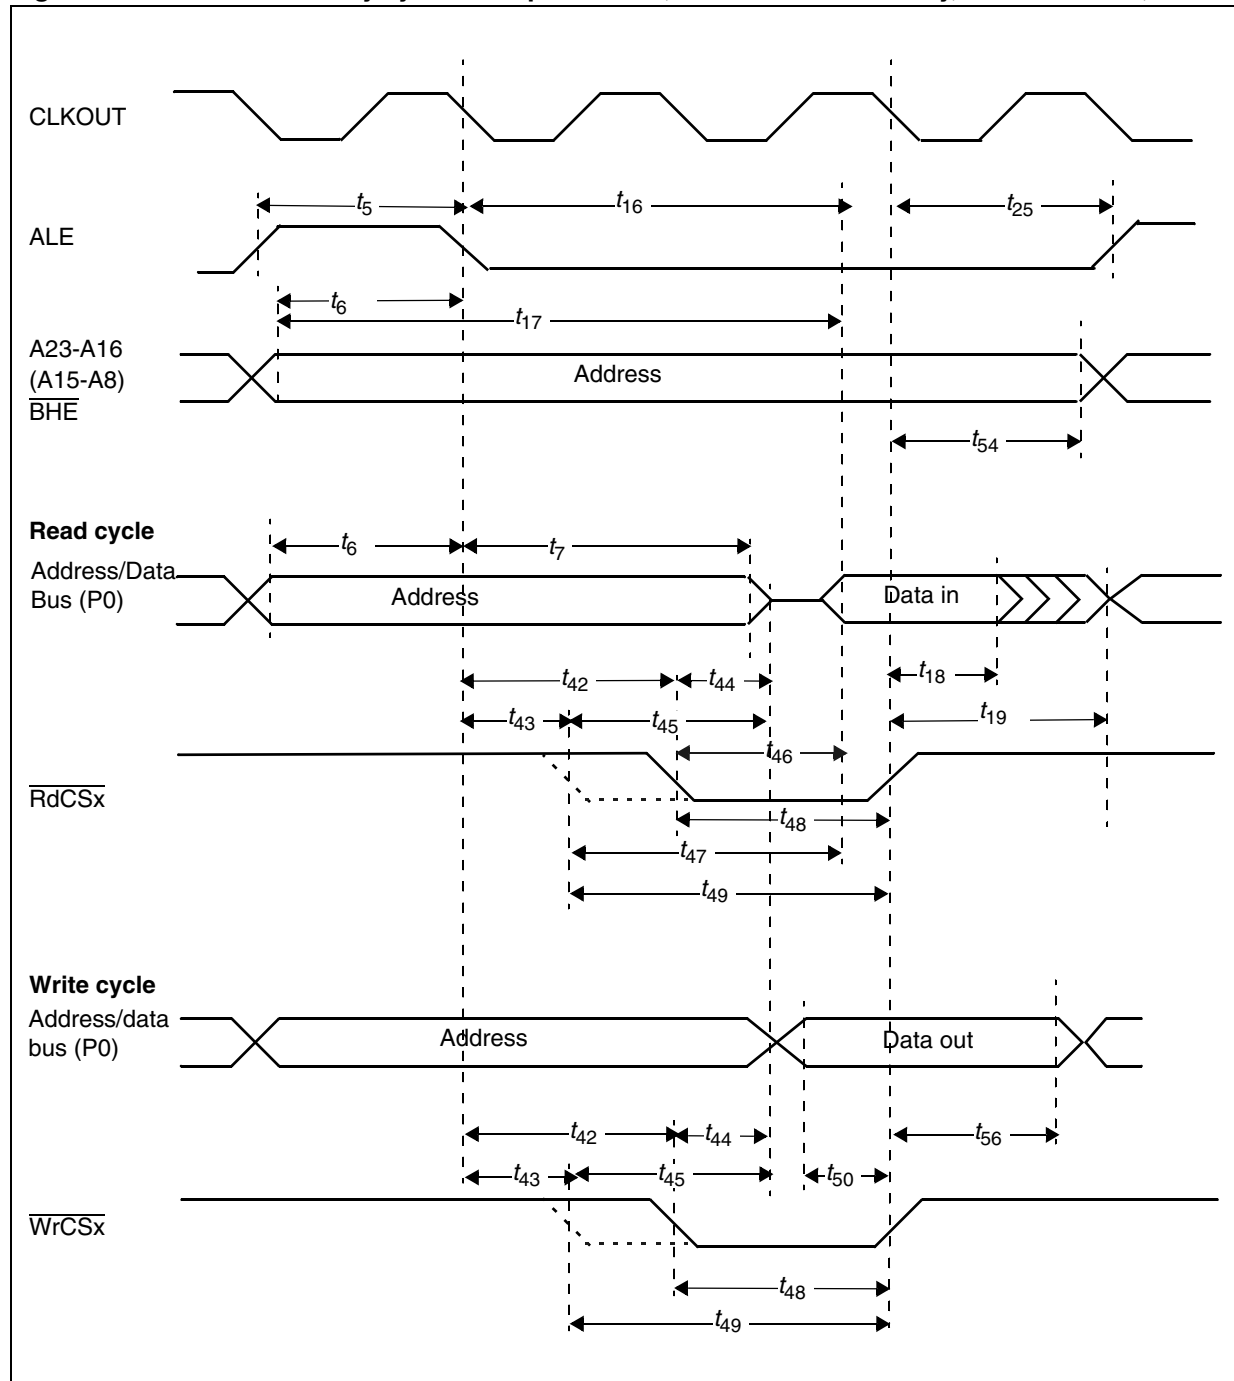 CLKOUT
t5 t16 t25
ALE
t6
t17
A23-A16
(A15-A8)
BHE
Address
t54
Read cycle
t6 t7
Address/Data
Bus (P0)
Address Data in
t42 t44 t18
t43 t45 t19
t46
RdCSx
t48
t47
t49
Write cycle
Address/data
bus (P0)
Address Data out
t42 t44 t56
t43 t45 t50
WrCSx
t48
t49